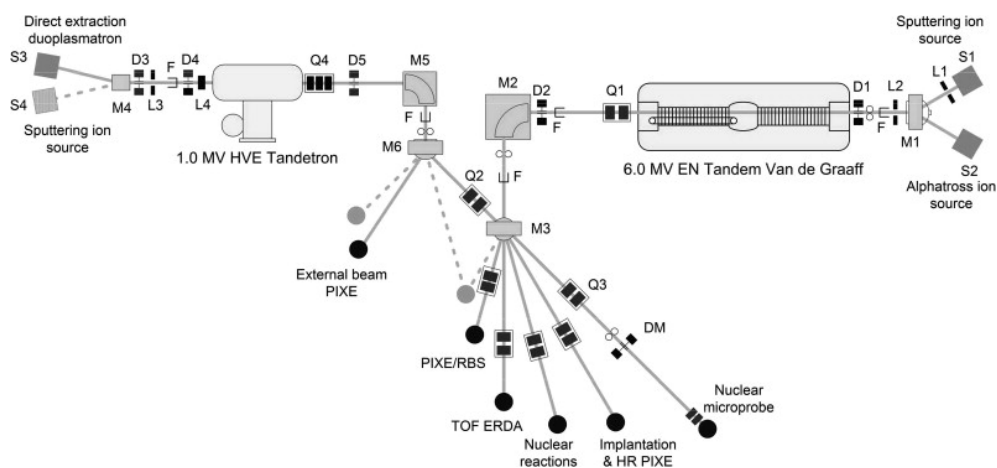 Direct extraction
duoplasmatron
S3
D3
D4
F
Q4
D5
M5
S4
M4
L3
L4
Sputtering ion
source
1.0 MV HVE Tandetron
F
M6
Q2
M2
D2
F
Q1
D1
L2
L1
S1
Sputtering
ion source
F
M1
6.0 MV EN Tandem Van de Graaff
S2
Alphatross ion
source
F
M3
Q3
DM
External beam
PIXE
PIXE/RBS
TOF ERDA
Nuclear
reactions
Implantation
& HR PIXE
Nuclear
microprobe